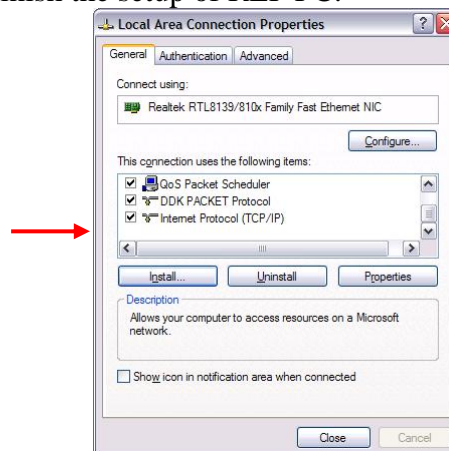 Local Area Connection Properties
General Authentication Advanced
Connect using:
Realtek RTL8139/810x Family Fast Ethernet NIC
Configure...
This connection uses the following items:
QoS Packet Scheduler
DDK PACKET Protocol
Internet Protocol (TCP/IP)
Install... Uninstall Properties
Description
Allows your computer to access resources on a Microsoft
network.
Show icon in notification area when connected
Close Cancel